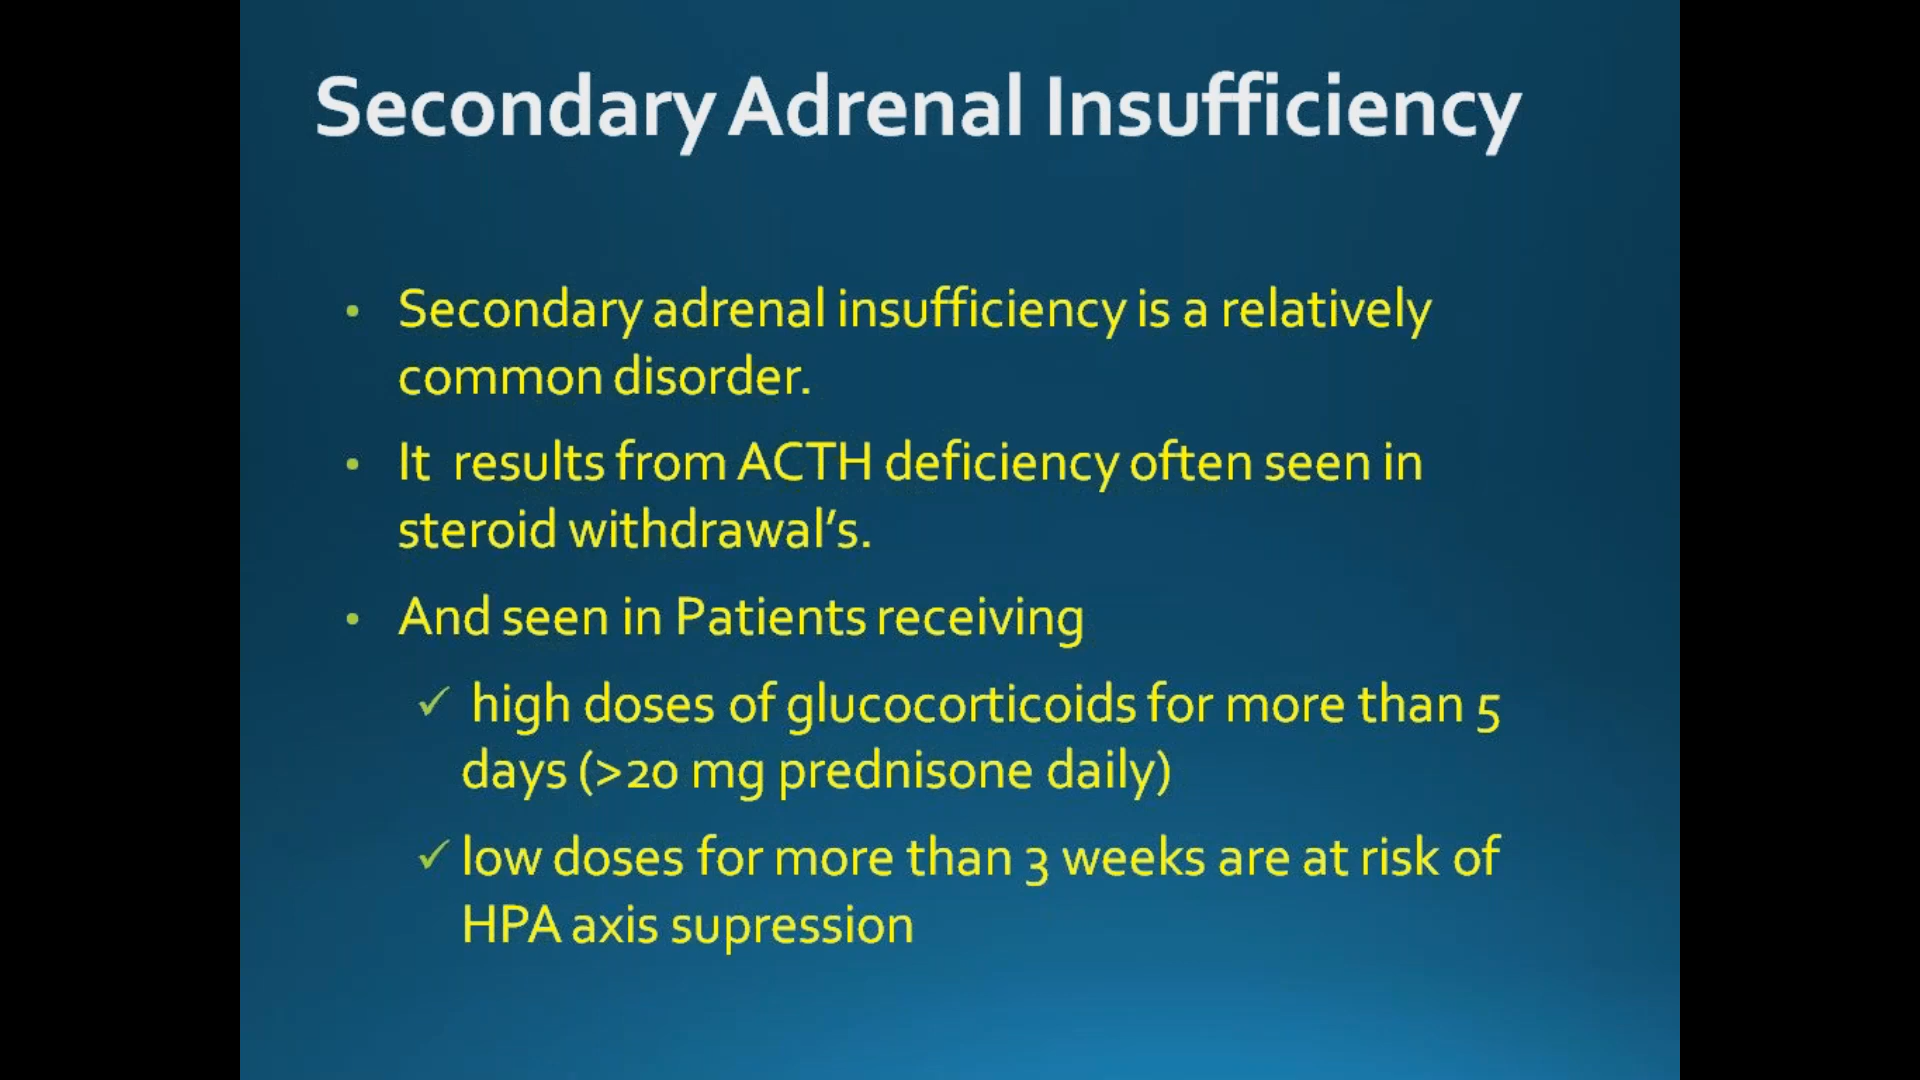 Secondary Adrenal Insufficiency
• Secondary adrenal insufficiency is a relatively
common disorder.
• It results from ACTH deficiency often seen in
steroid withdrawal’s.
• And seen in Patients receiving
✓ high doses of glucocorticoids for more than 5
days (>20 mg prednisone daily)
✓ low doses for more than 3 weeks are at risk of
HPA axis supression